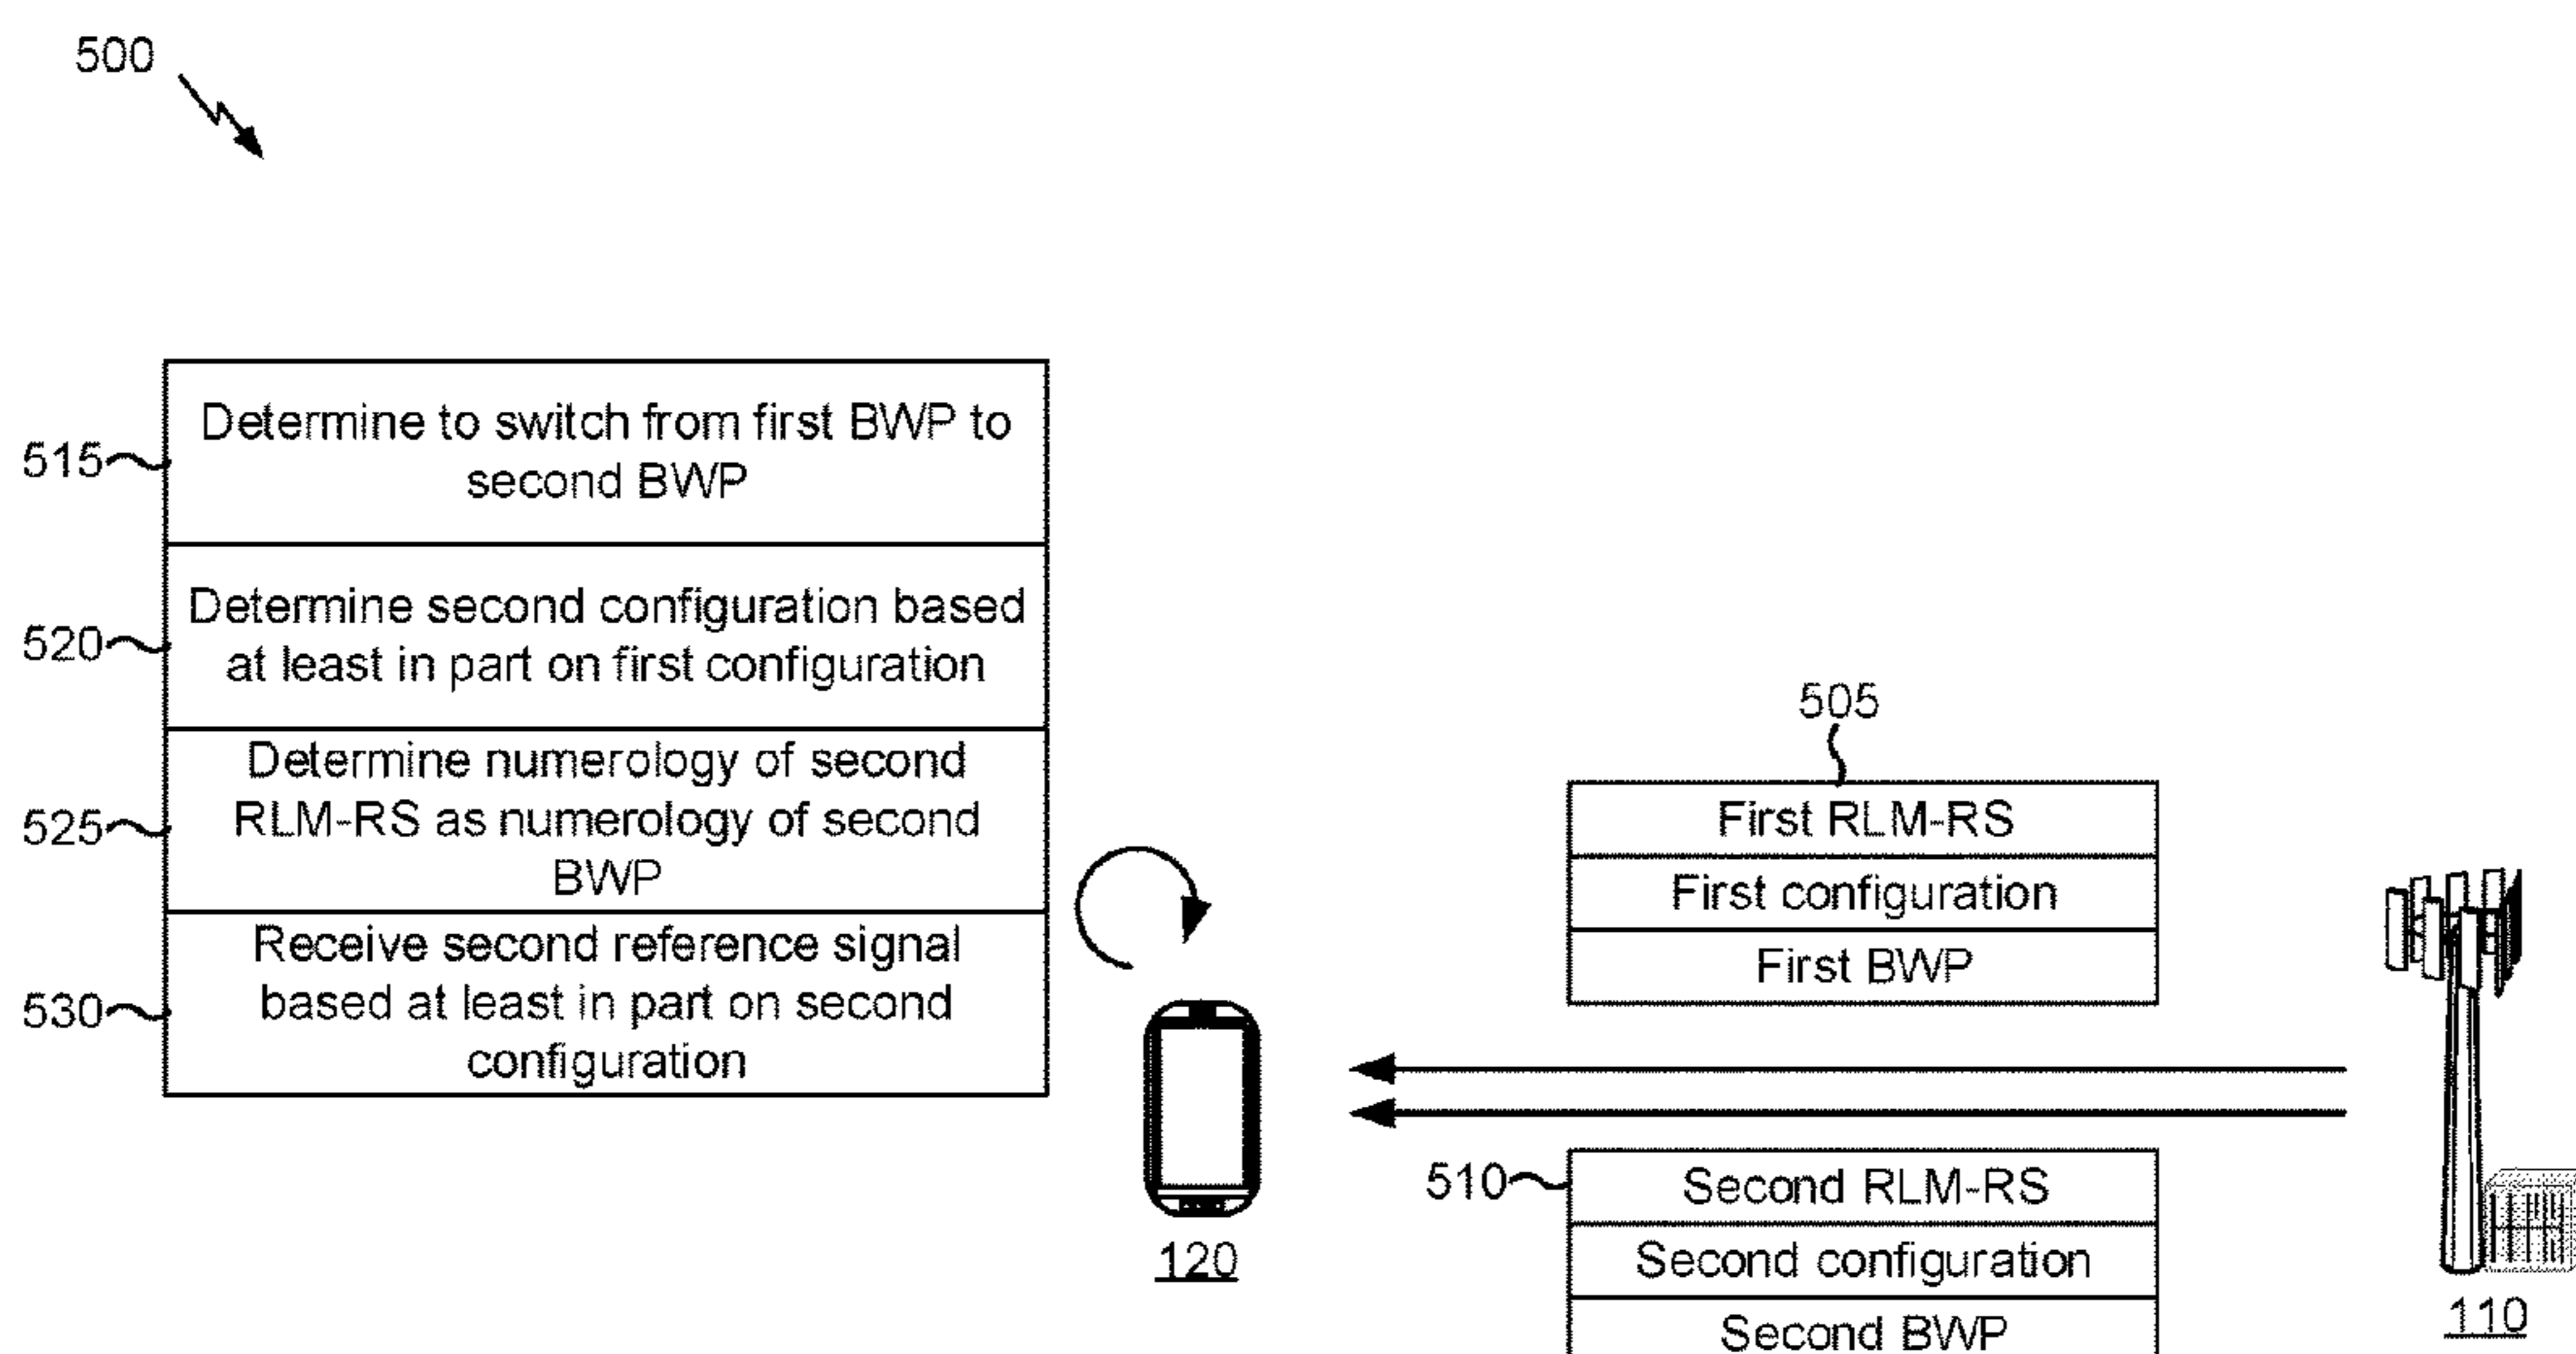 500
515
Determine to switch from first BWP to
second BWP
520
Determine second configuration based
at least in part on first configuration
525
Determine numerology of second
RLM-RS as numerology of second
BWP
530
Receive second reference signal
based at least in part on second
configuration
120
505
First RLM-RS
First configuration
First BWP
510
Second RLM-RS
Second configuration
Second BWP
110